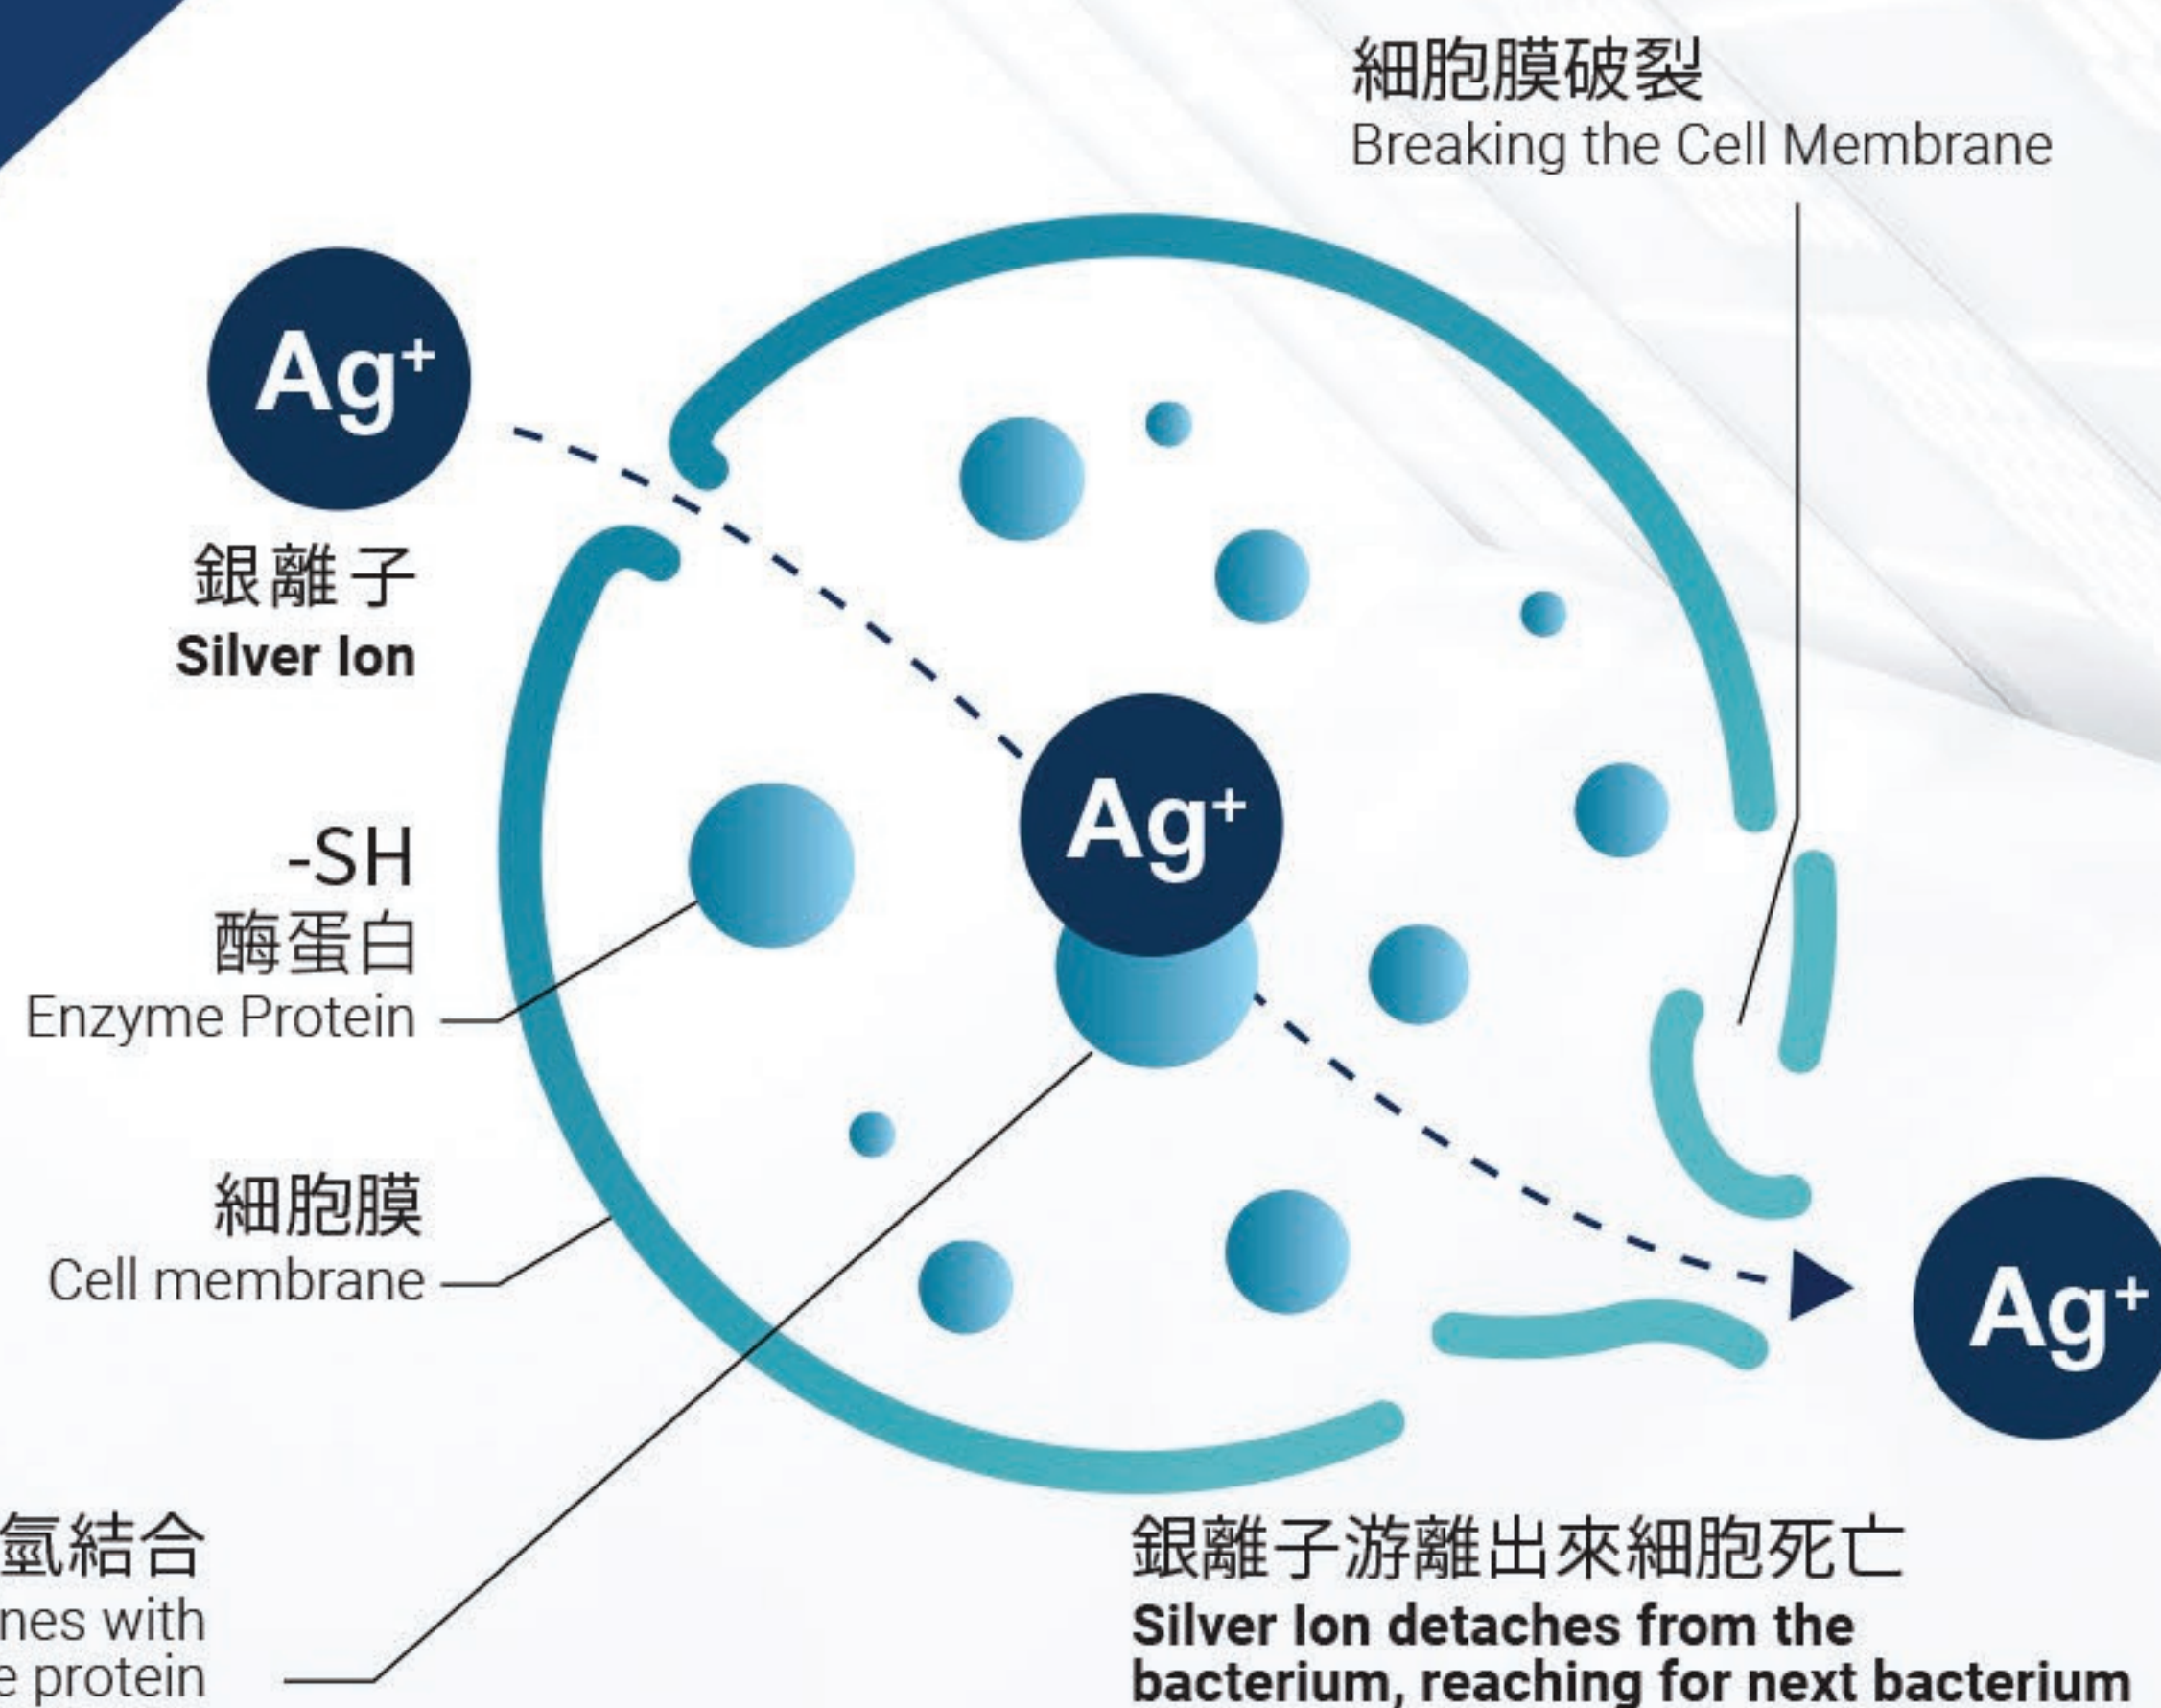 細胞膜破裂
Breaking the Cell Membrane
Ag⁺
銀離子
Silver Ion
Ag⁺
-SH
酶蛋白
Enzyme Protein
細胞膜
Cell membrane
Ag⁺
氫結合
with
protein
銀離子游離出來細胞死亡
Silver Ion detaches from the
bacterium, reaching for next bacterium